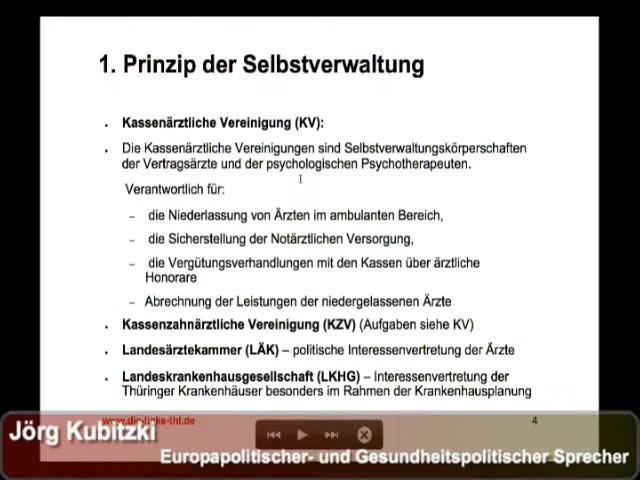 1. Prinzip der Selbstverwaltung
• Kassenärztliche Vereinigung (KV):
• Die Kassenärztliche Vereinigungen sind Selbstverwaltungskörperschaften
der Vertragsärzte und der psychologischen Psychotherapeuten.
Verantwortlich für:
– die Niederlassung von Ärzten im ambulanten Bereich,
– die Sicherstellung der Notärztlichen Versorgung,
– die Vergütungsverhandlungen mit den Kassen über ärztliche
Honorare
– Abrechnung der Leistungen der niedergelassenen Ärzte
• Kassenzahnärztliche Vereinigung (KZV) (Aufgaben siehe KV)
• Landesärztekammer (LÄK) – politische Interessenvertretung der Ärzte
• Landeskrankenhausgesellschaft (LKHG) – Interessenvertretung der
Thüringer Krankenhäuser besonders im Rahmen der Krankenhausplanung
www.die-linke-thl.de 4
Jörg Kubitzki
Europapolitischer- und Gesundheitspolitischer Sprecher